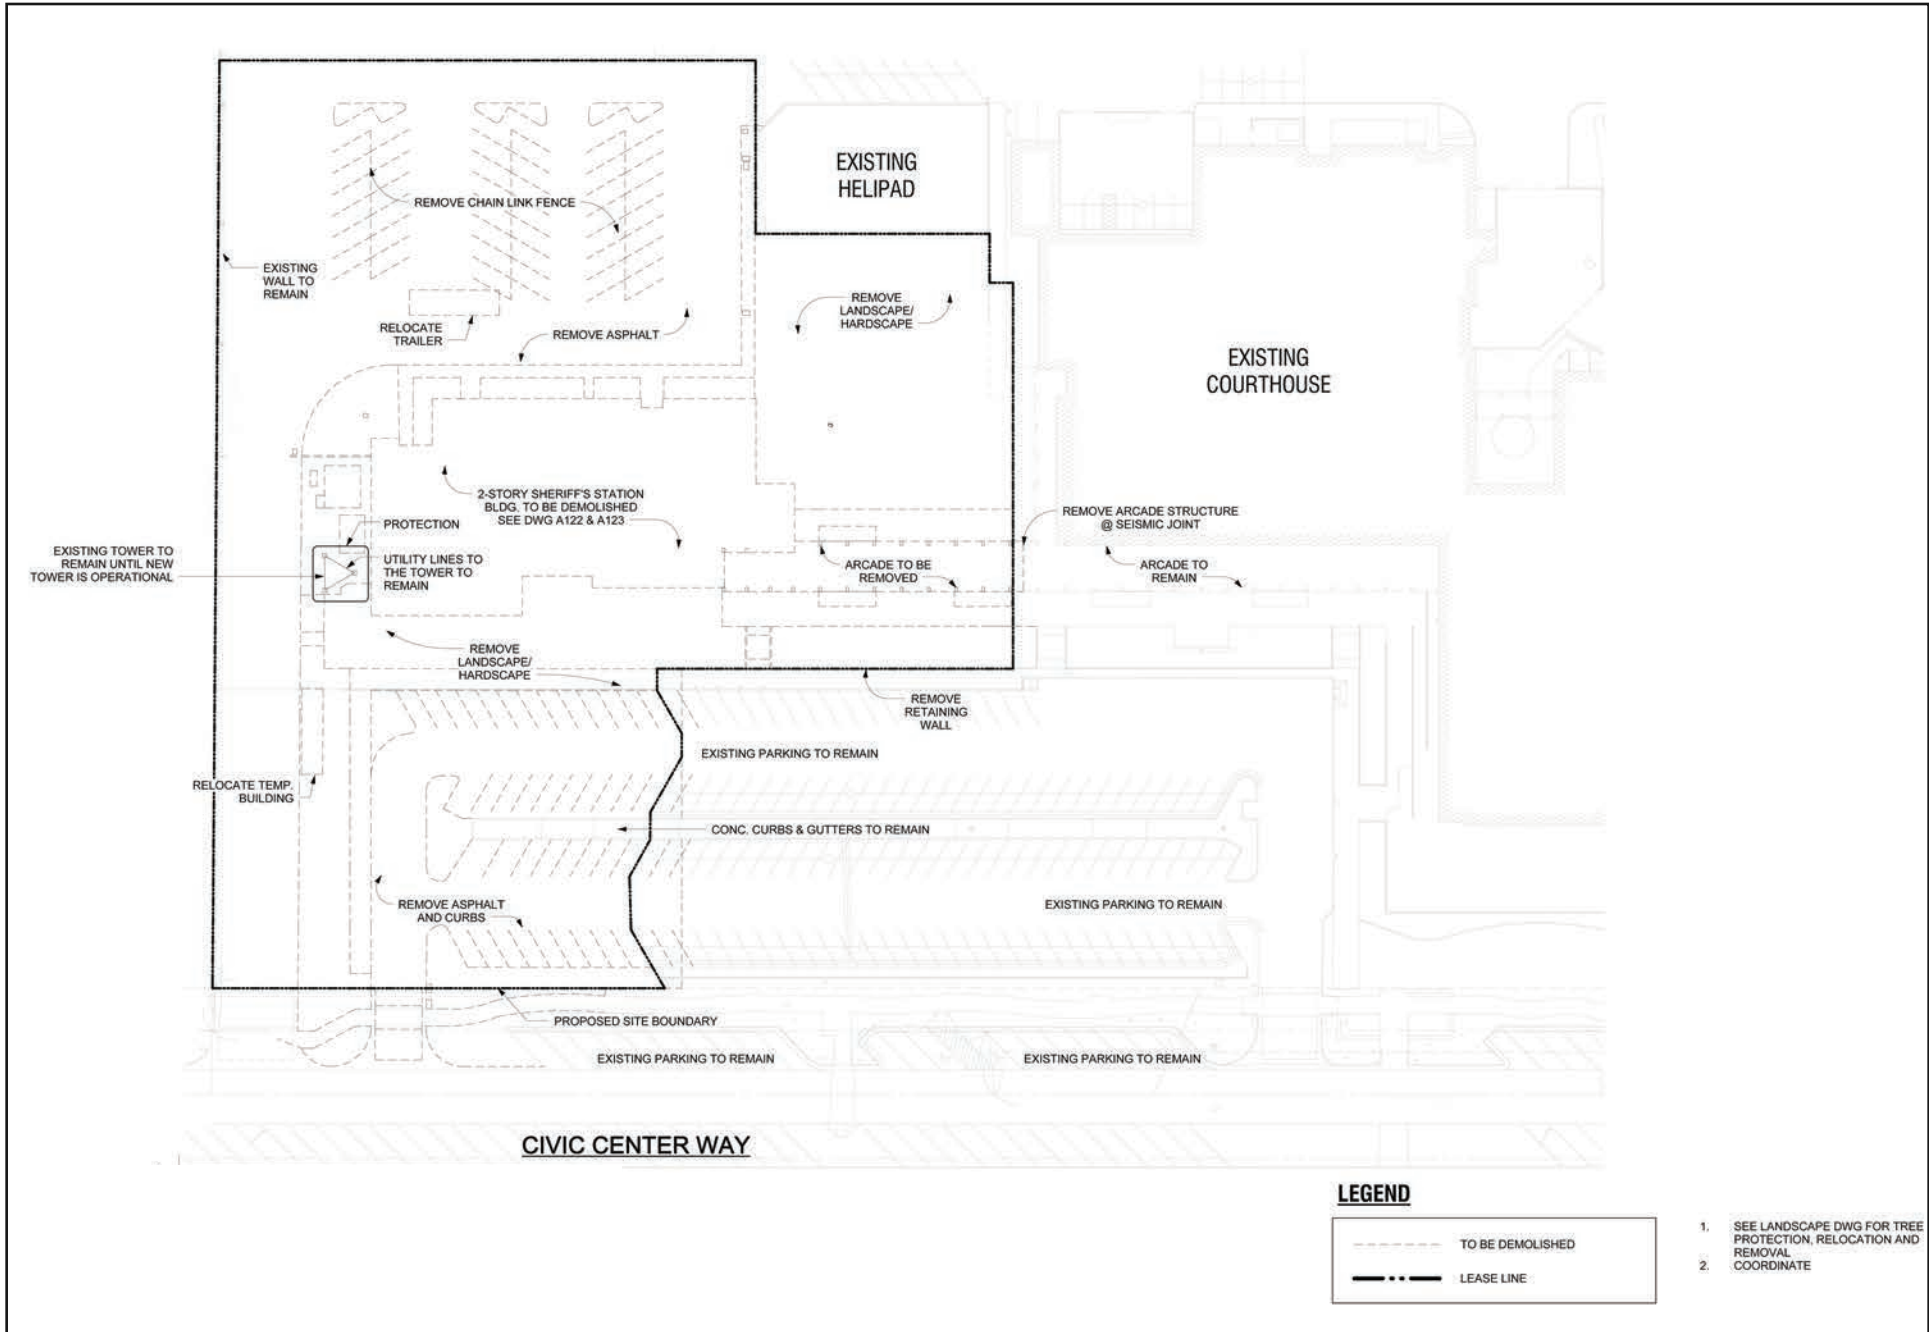 EXISTING
HELIPAD
REMOVE CHAIN LINK FENCE
EXISTING
WALL TO
REMAIN
REMOVE
LANDSCAPE/
HARDSCAPE
RELOCATE
TRAILER
REMOVE ASPHALT
EXISTING
COURTHOUSE
2-STORY SHERIFF'S STATION
BLDG. TO BE DEMOLISHED
SEE DWG A122 & A123
PROTECTION
REMOVE ARCADE STRUCTURE
@ SEISMIC JOINT
EXISTING TOWER TO
REMAIN UNTIL NEW
TOWER IS OPERATIONAL
UTILITY LINES TO
THE TOWER TO
REMAIN
ARCADE TO BE
REMOVED
ARCADE TO
REMAIN
REMOVE
LANDSCAPE/
HARDSCAPE
REMOVE
RETAINING
WALL
EXISTING PARKING TO REMAIN
RELOCATE TEMP.
BUILDING
CONC. CURBS & GUTTERS TO REMAIN
REMOVE ASPHALT
AND CURBS
EXISTING PARKING TO REMAIN
PROPOSED SITE BOUNDARY
EXISTING PARKING TO REMAIN
EXISTING PARKING TO REMAIN
CIVIC CENTER WAY
LEGEND
TO BE DEMOLISHED
LEASE LINE
1. SEE LANDSCAPE DWG FOR TREE
PROTECTION, RELOCATION AND
REMOVAL
2. COORDINATE